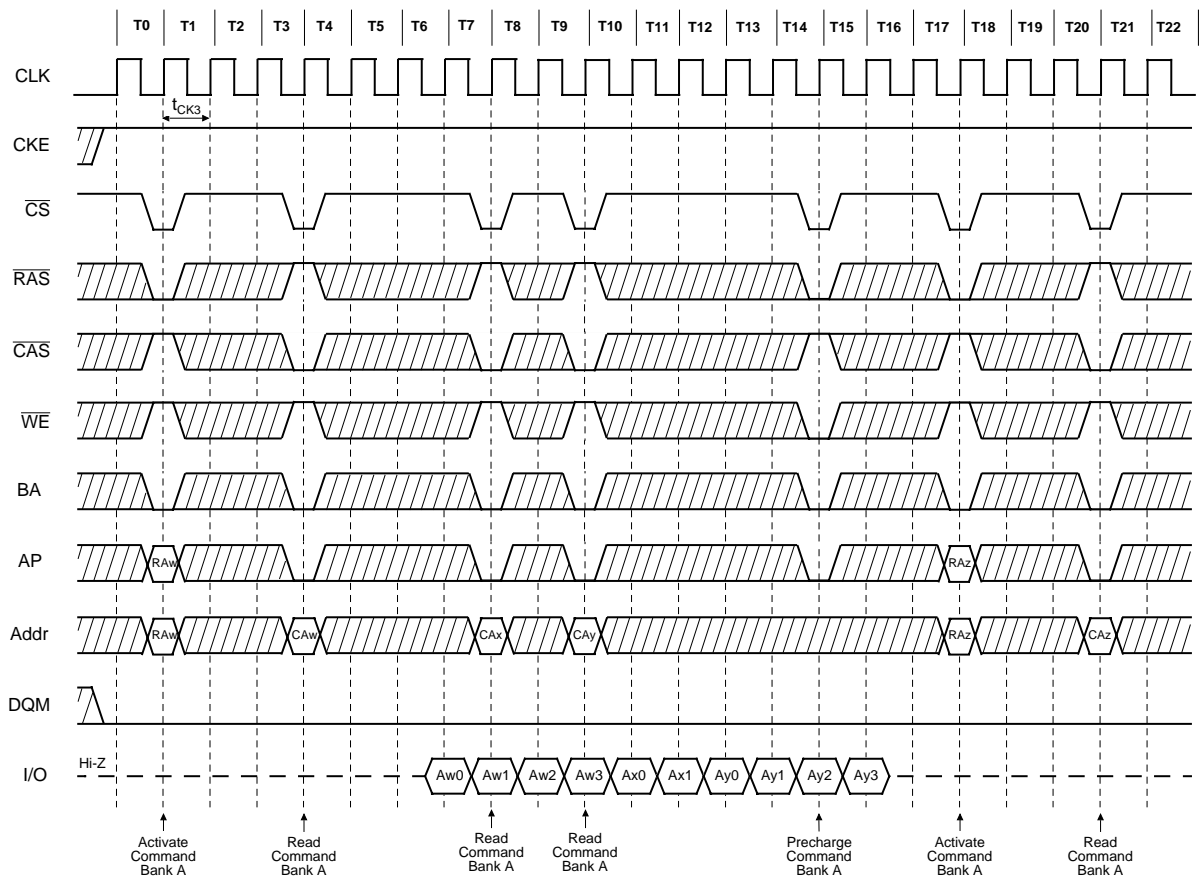 T0 T1 T2 T3 T4 T5 T6 T7 T8 T9 T10 T11 T12 T13 T14 T15 T16 T17 T18 T19 T20 T21 T22
CLK
tCK3
CKE
CS
RAS
CAS
WE
BA
AP RAw RAz
Addr RAw CAw CAx CAy RAz CAz
DQM
I/O Hi-Z Aw0 Aw1 Aw2 Aw3 Ax0 Ax1 Ay0 Ay1 Ay2 Ay3
Activate
Command
Bank A
Read
Command
Bank A
Read
Command
Bank A
Read
Command
Bank A
Precharge
Command
Bank A
Activate
Command
Bank A
Read
Command
Bank A